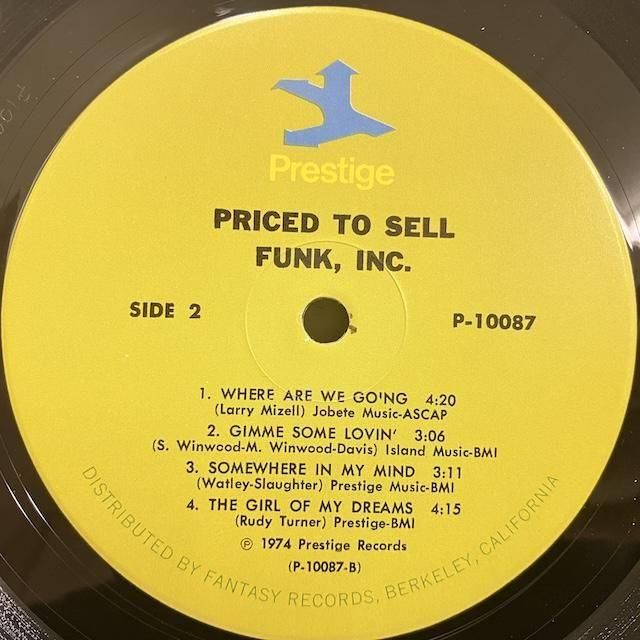 Prestige
PRICED TO SELL
FUNK, INC.
SIDE 2
P-10087
1. WHERE ARE WE GOING 4:20
(Larry Mizell) Jobete Music-ASCAP
2. GIMME SOME LOVIN' 3:06
(S. Winwood-M. Winwood-Davis) Island Music-BMI
3. SOMEWHERE IN MY MIND 3:11
(Watley-Slaughter) Prestige Music-BMI
4. THE GIRL OF MY DREAMS 4:15
(Rudy Turner) Prestige-BMI
℗ 1974 Prestige Records
(P-10087-B)
DISTRIBUTED BY FANTASY RECORDS, BERKELEY, CALIFORNIA